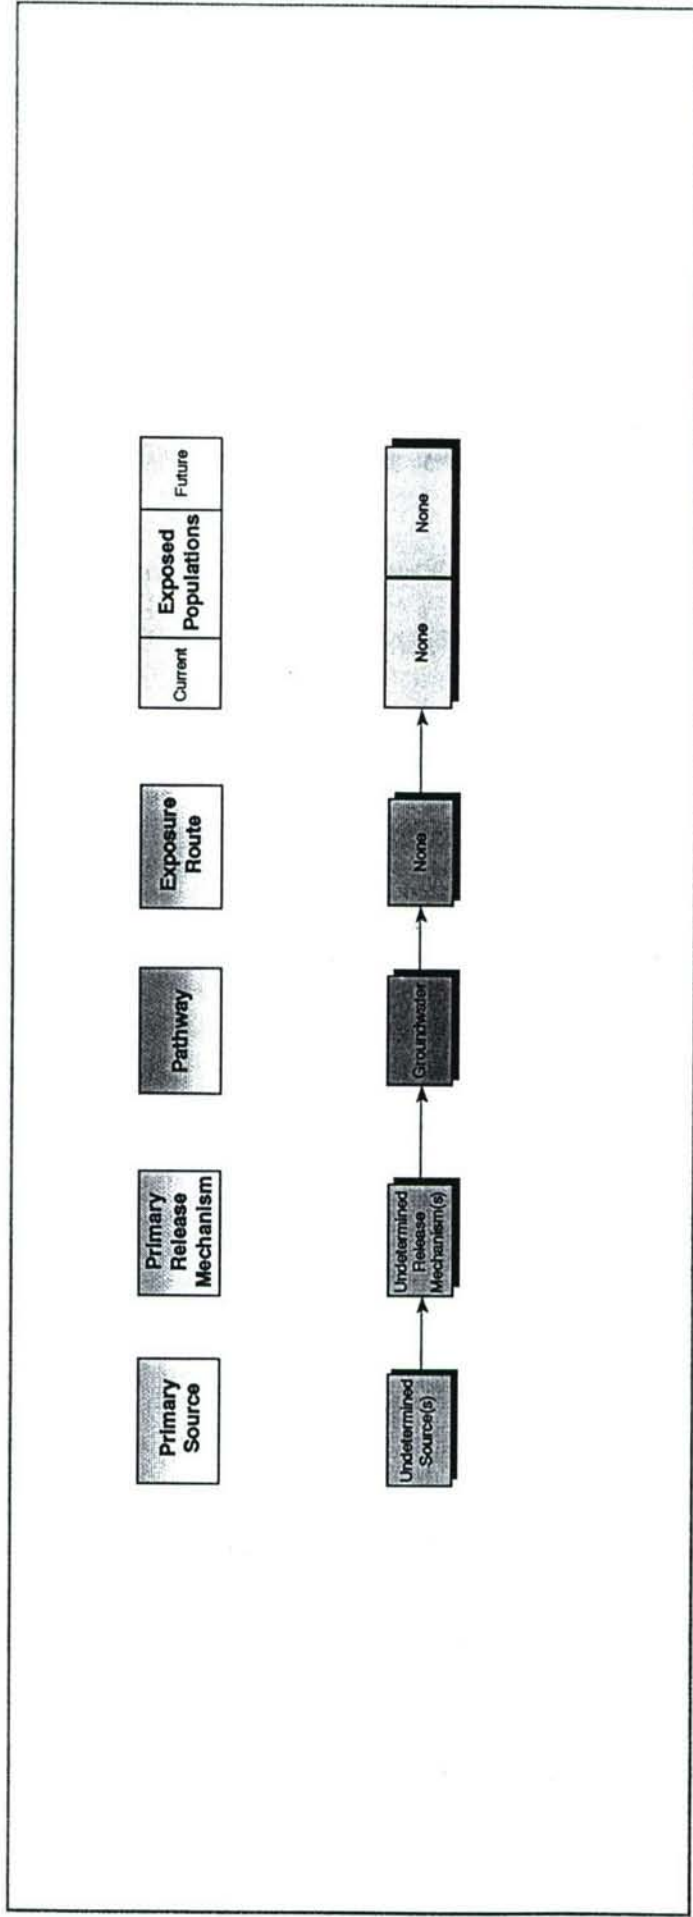 Primary
Source
Primary
Release
Mechanism
Pathway
Exposure
Route
Current
Exposed
Populations
Future
Undetermined
Source(s)
Undetermined
Release
Mechanism(s)
Groundwater
None
None
None